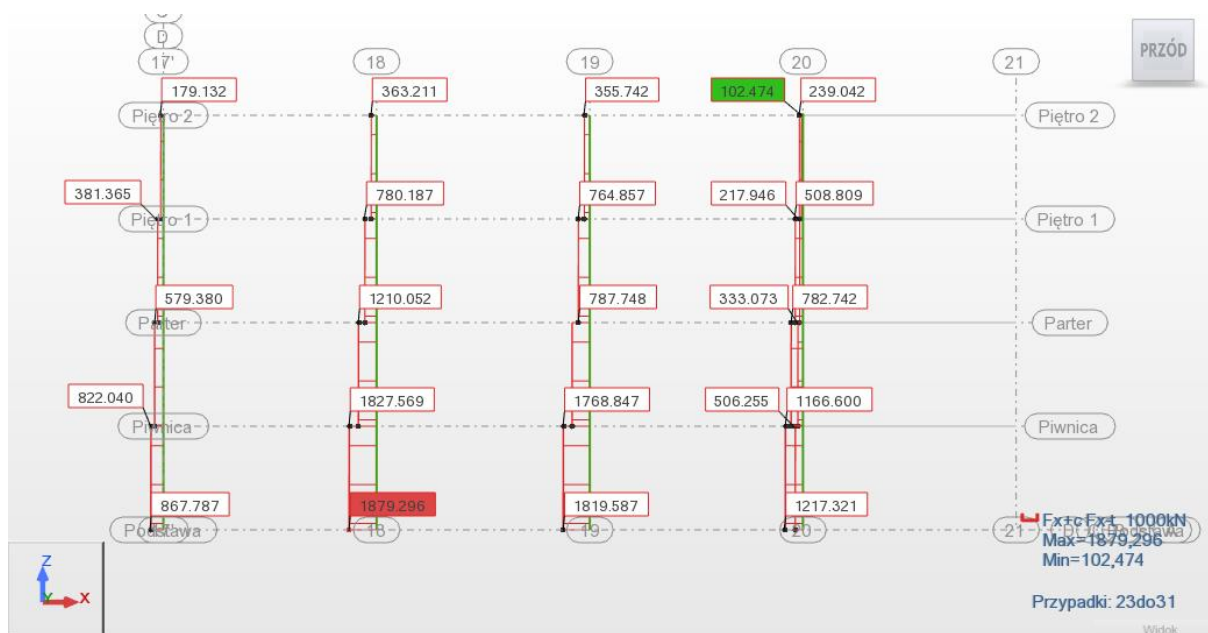 D
17' 18 19 20 21
PRZÓD
179.132 363.211 355.742 102.474 239.042
Piętro 2 Piętro 2
381.365 780.187 764.857 217.946 508.809
Piętro 1 Piętro 1
579.380 1210.052 787.748 333.073 782.742
Parter Parter
822.040 1827.569 1768.847 506.255 1166.600
Piwnica Piwnica
867.787 1879.296 1819.587 1217.321
Podstawa 18 19 20 21 Podstawa
Fx+c Fx-t 1000kN
Max=1879,296
Min=102,474
Z
Y X
Przypadki: 23do31
Widok